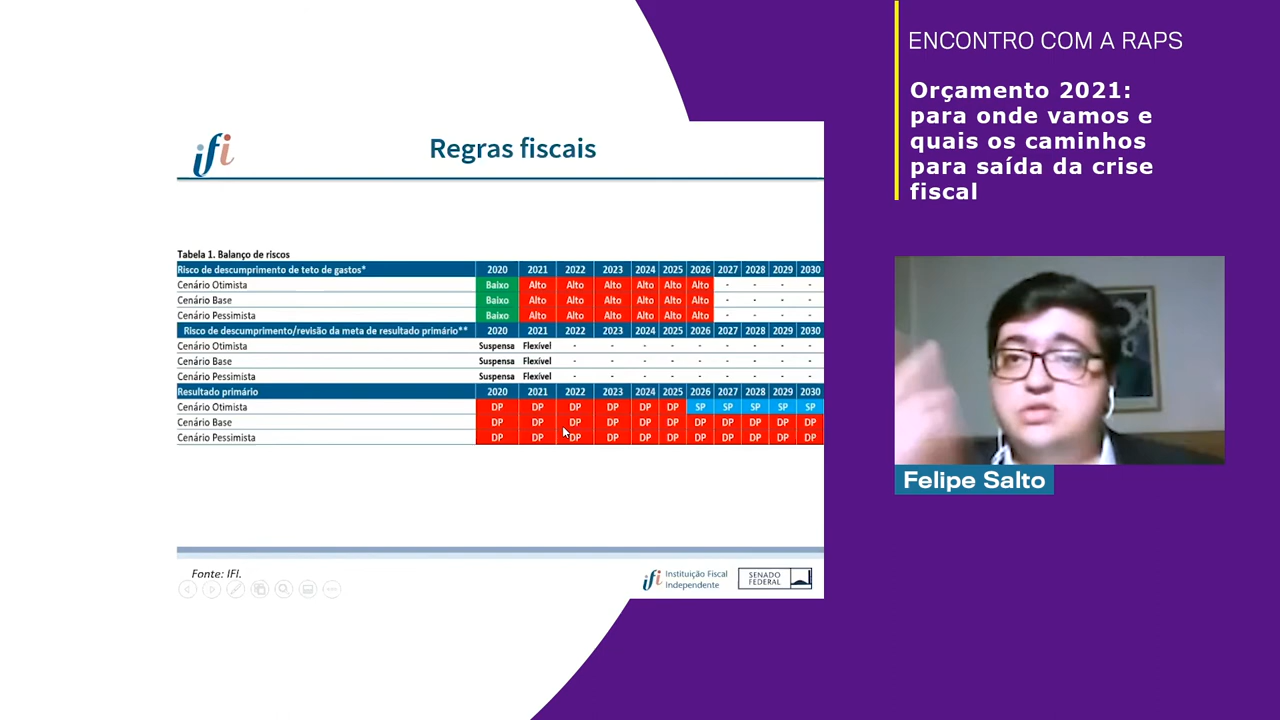 ENCONTRO COM A RAPS
Orçamento 2021:
para onde vamos e
quais os caminhos
para saída da crise
fiscal
ifi
Regras fiscais
Tabela 1. Balanço de riscos
Risco de descumprimento de teto de gastos* 2020 2021 2022 2023 2024 2025 2026 2027 2028 2029 2030
Cenário Otimista Baixo Alto Alto Alto Alto Alto Alto - - - -
Cenário Base Baixo Alto Alto Alto Alto Alto Alto - - - -
Cenário Pessimista Baixo Alto Alto Alto Alto Alto Alto - - - -
Risco de descumprimento/revisão da meta de resultado primário** 2020 2021 2022 2023 2024 2025 2026 2027 2028 2029 2030
Cenário Otimista Suspensa Flexível - - - - - - - - -
Cenário Base Suspensa Flexível - - - - - - - - -
Cenário Pessimista Suspensa Flexível - - - - - - - - -
Resultado primário 2020 2021 2022 2023 2024 2025 2026 2027 2028 2029 2030
Cenário Otimista DP DP DP DP DP DP SP SP SP SP SP
Cenário Base DP DP DP DP DP DP DP DP DP DP DP
Cenário Pessimista DP DP DP DP DP DP DP DP DP DP DP
Fonte: IFI.
ifi Instituição Fiscal
Independente
SENADO
FEDERAL
Felipe Salto